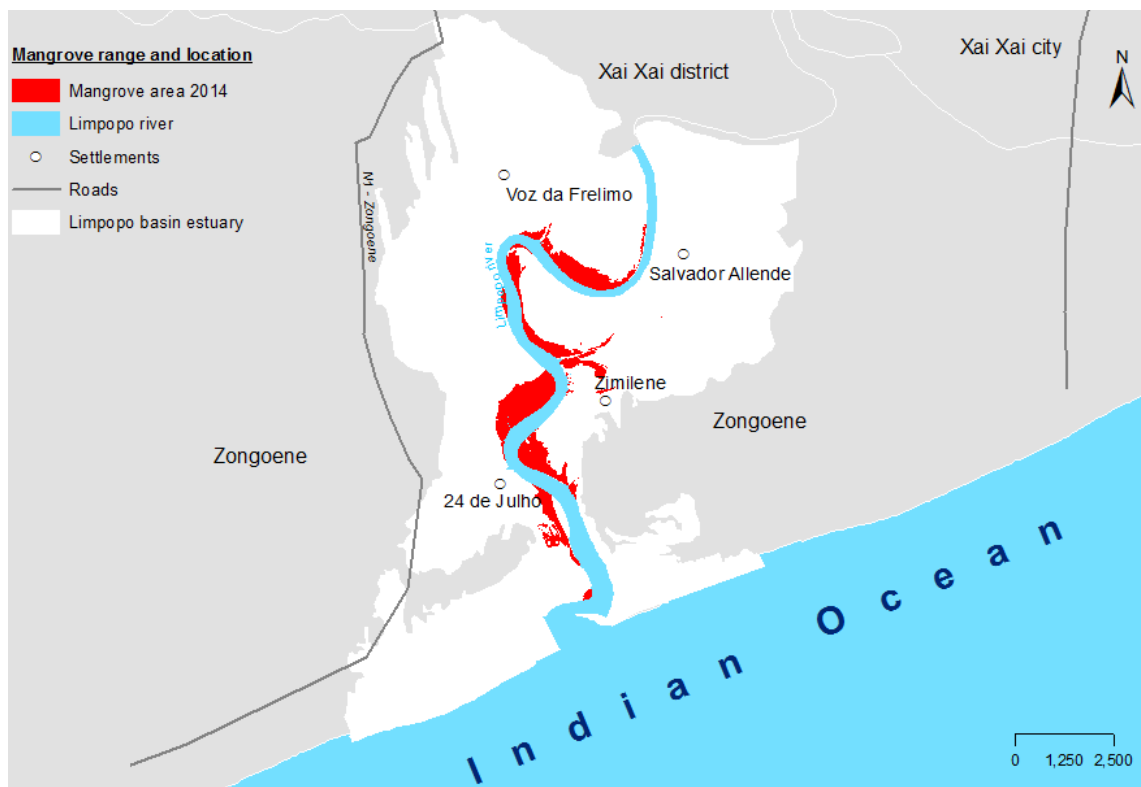 Mangrove range and location
Mangrove area 2014
Limpopo river
Settlements
Roads
Limpopo basin estuary
Xai Xai district
Xai Xai city
N
N1 - Zongoene
Voz da Frelimo
Limpopo river
Salvador Allende
Zimilene
Zongoene
Zongoene
24 de Julho
Indian Ocean
0 1,250 2,500